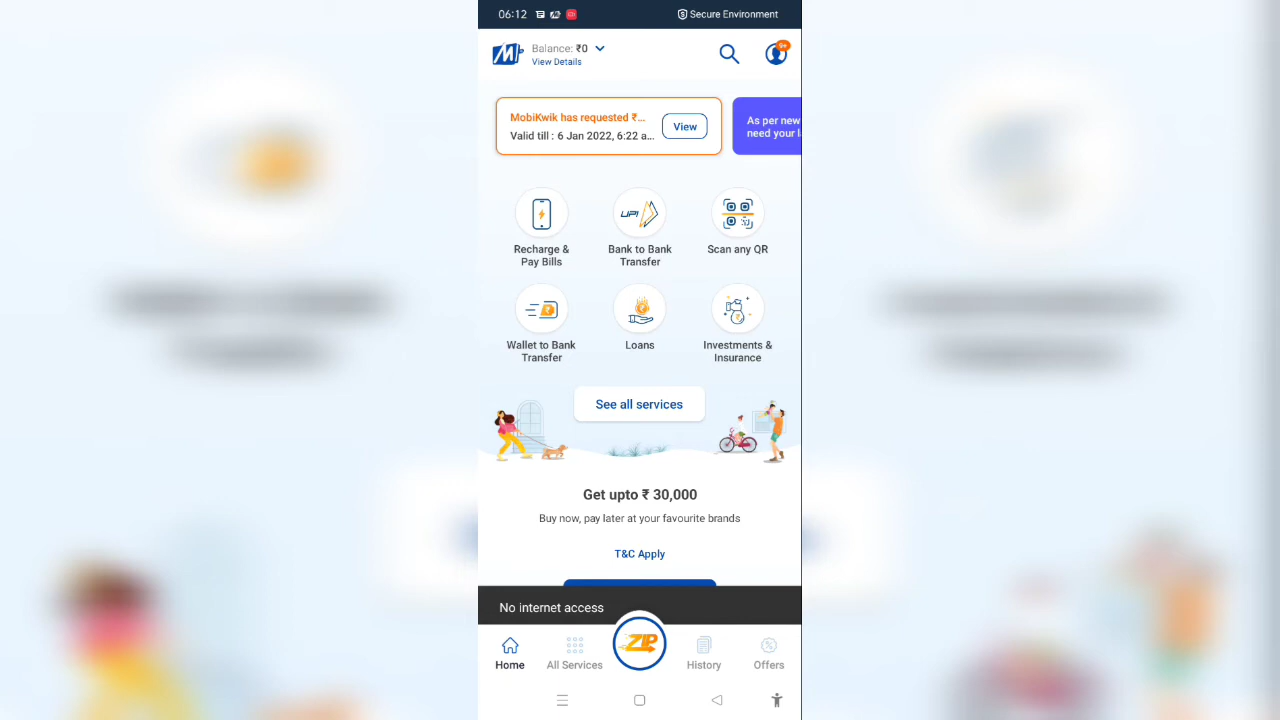 06:12
Secure Environment
Balance: ₹0
View Details
9+
MobiKwik has requested ₹...
Valid till : 6 Jan 2022, 6:22 a...
View
As per new
need your l
Recharge &
Pay Bills
UPI
Bank to Bank
Transfer
Scan any QR
Wallet to Bank
Transfer
Loans
Investments &
Insurance
See all services
Get upto ₹ 30,000
Buy now, pay later at your favourite brands
T&C Apply
No internet access
ZIP
Home
All Services
History
Offers